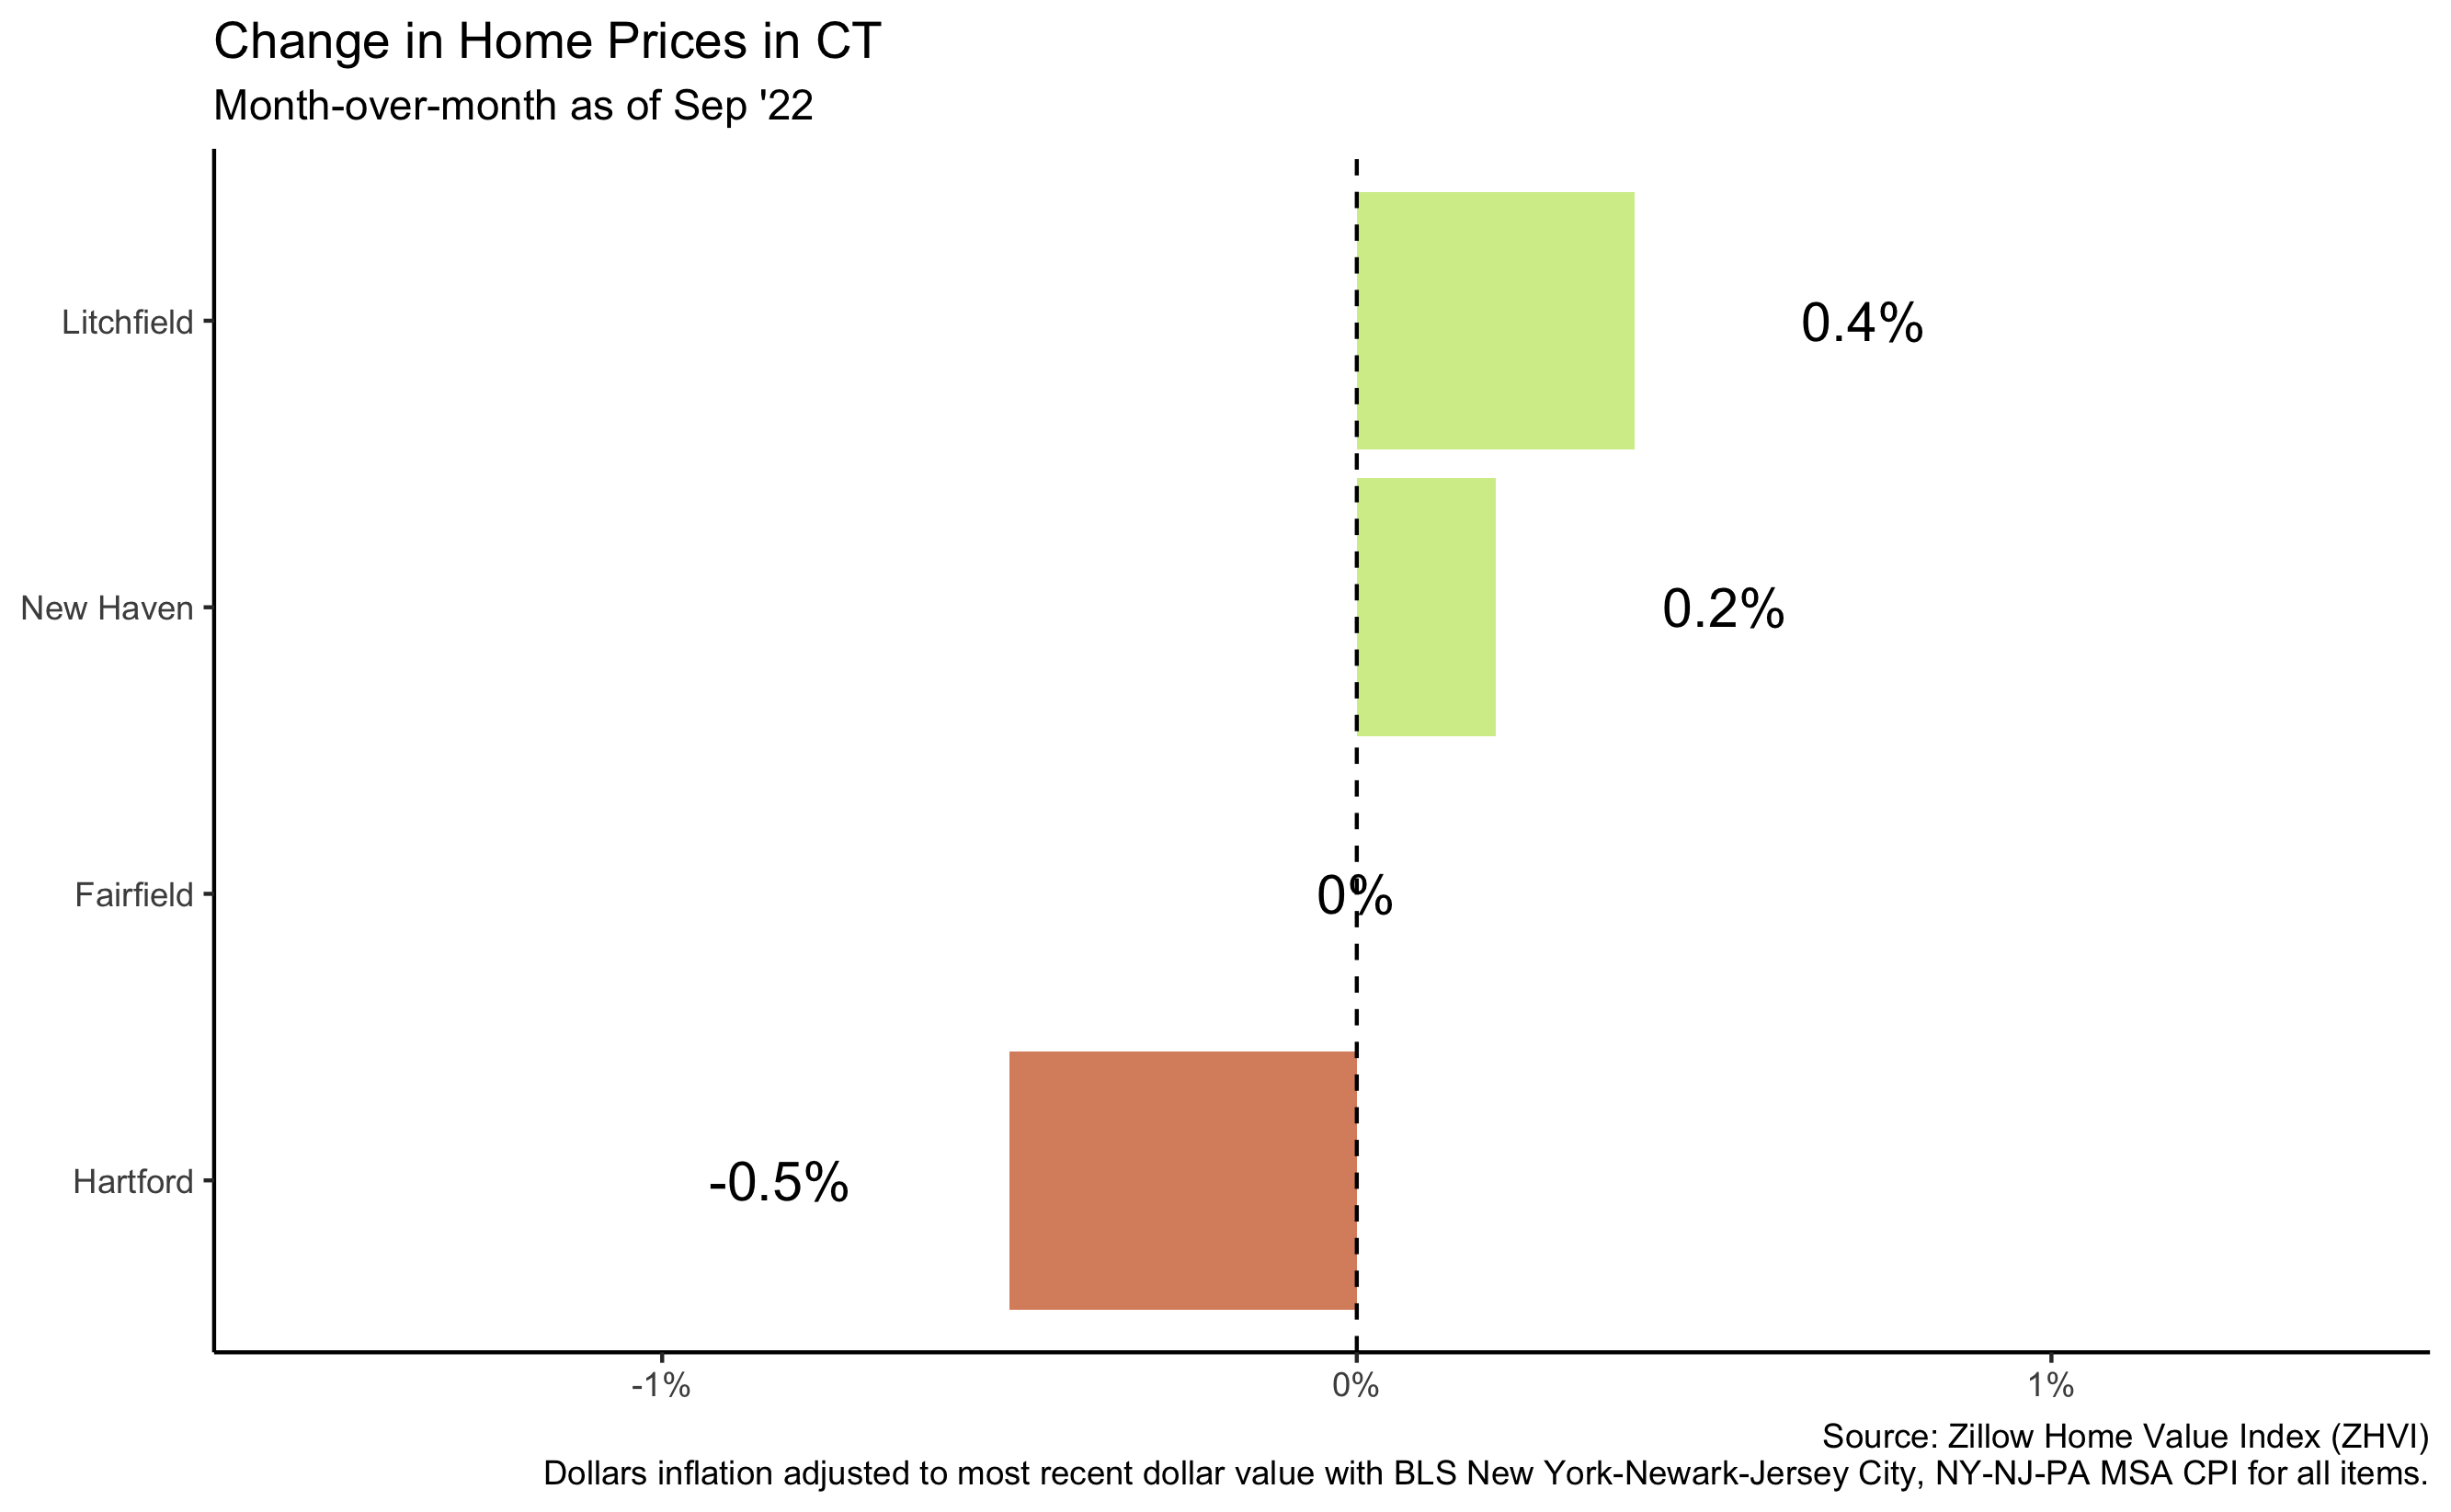 Change in Home Prices in CT
Month-over-month as of Sep '22
Litchfield
0.4%
New Haven
0.2%
Fairfield
0%
Hartford
-0.5%
-1%
0%
1%
Source: Zillow Home Value Index (ZHVI)
Dollars inflation adjusted to most recent dollar value with BLS New York-Newark-Jersey City, NY-NJ-PA MSA CPI for all items.